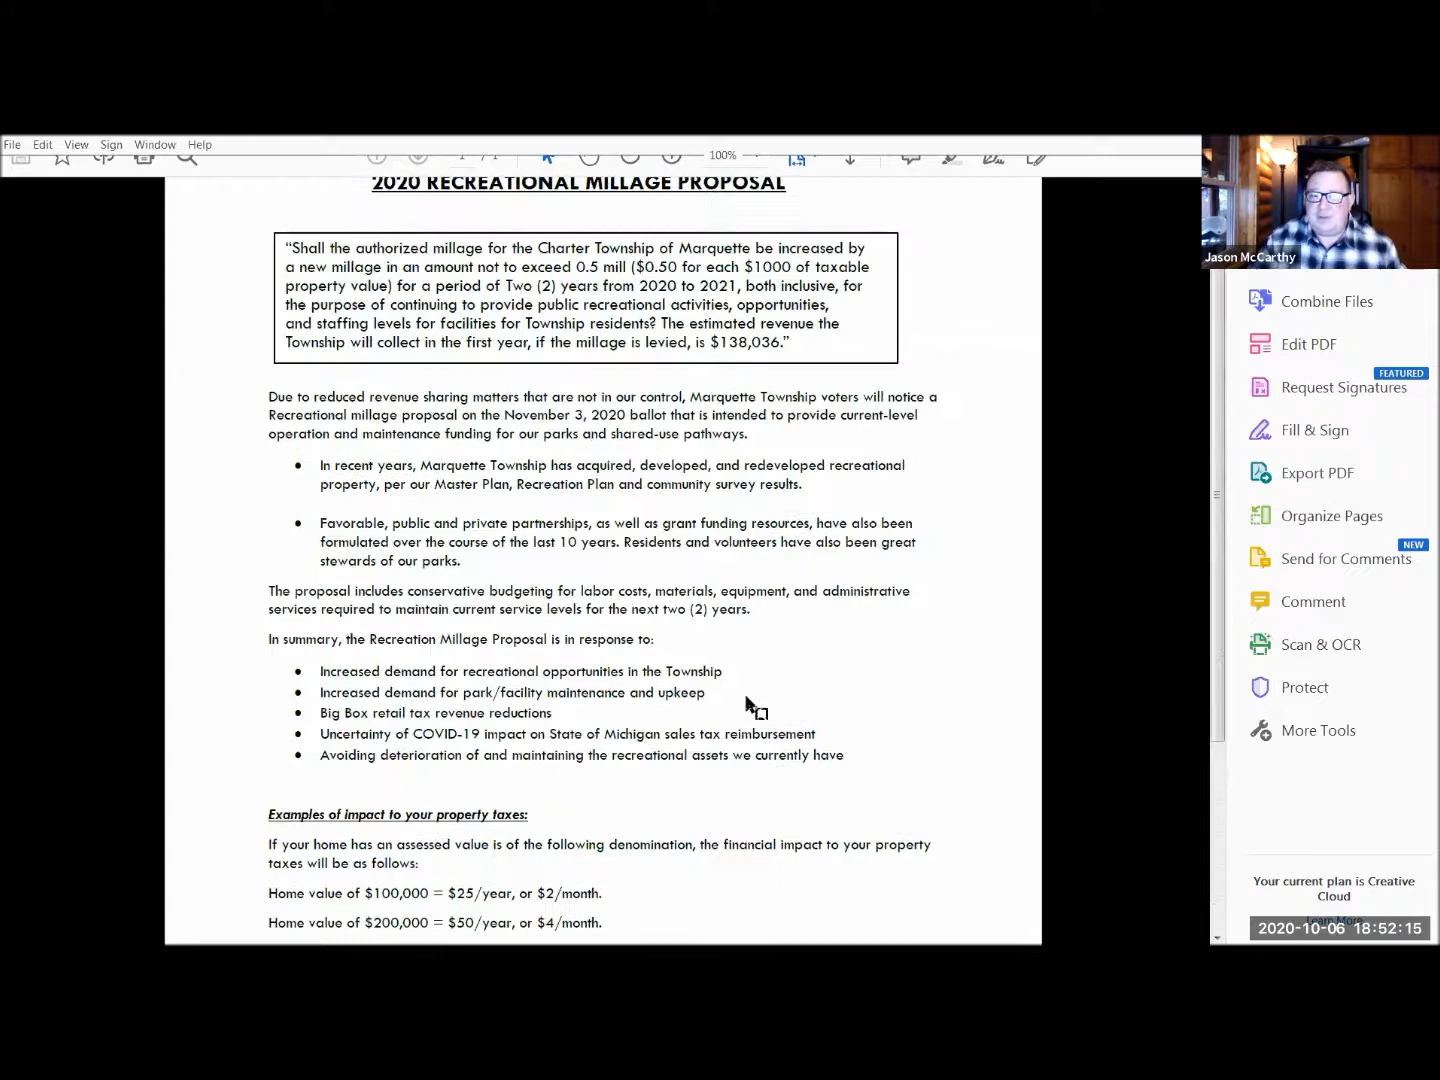 File Edit View Sign Window Help
100%
2020 RECREATIONAL MILLAGE PROPOSAL
“Shall the authorized millage for the Charter Township of Marquette be increased by
a new millage in an amount not to exceed 0.5 mill ($0.50 for each $1000 of taxable
property value) for a period of Two (2) years from 2020 to 2021, both inclusive, for
the purpose of continuing to provide public recreational activities, opportunities,
and staffing levels for facilities for Township residents? The estimated revenue the
Township will collect in the first year, if the millage is levied, is $138,036.”
Due to reduced revenue sharing matters that are not in our control, Marquette Township voters will notice a
Recreational millage proposal on the November 3, 2020 ballot that is intended to provide current-level
operation and maintenance funding for our parks and shared-use pathways.
• In recent years, Marquette Township has acquired, developed, and redeveloped recreational
property, per our Master Plan, Recreation Plan and community survey results.
• Favorable, public and private partnerships, as well as grant funding resources, have also been
formulated over the course of the last 10 years. Residents and volunteers have also been great
stewards of our parks.
The proposal includes conservative budgeting for labor costs, materials, equipment, and administrative
services required to maintain current service levels for the next two (2) years.
In summary, the Recreation Millage Proposal is in response to:
• Increased demand for recreational opportunities in the Township
• Increased demand for park/facility maintenance and upkeep
• Big Box retail tax revenue reductions
• Uncertainty of COVID-19 impact on State of Michigan sales tax reimbursement
• Avoiding deterioration of and maintaining the recreational assets we currently have
Examples of impact to your property taxes:
If your home has an assessed value is of the following denomination, the financial impact to your property
taxes will be as follows:
Home value of $100,000 = $25/year, or $2/month.
Home value of $200,000 = $50/year, or $4/month.
Jason McCarthy
Combine Files
Edit PDF
FEATURED
Request Signatures
Fill & Sign
Export PDF
Organize Pages
NEW
Send for Comments
Comment
Scan & OCR
Protect
More Tools
Your current plan is Creative
Cloud
Learn More
2020-10-06 18:52:15